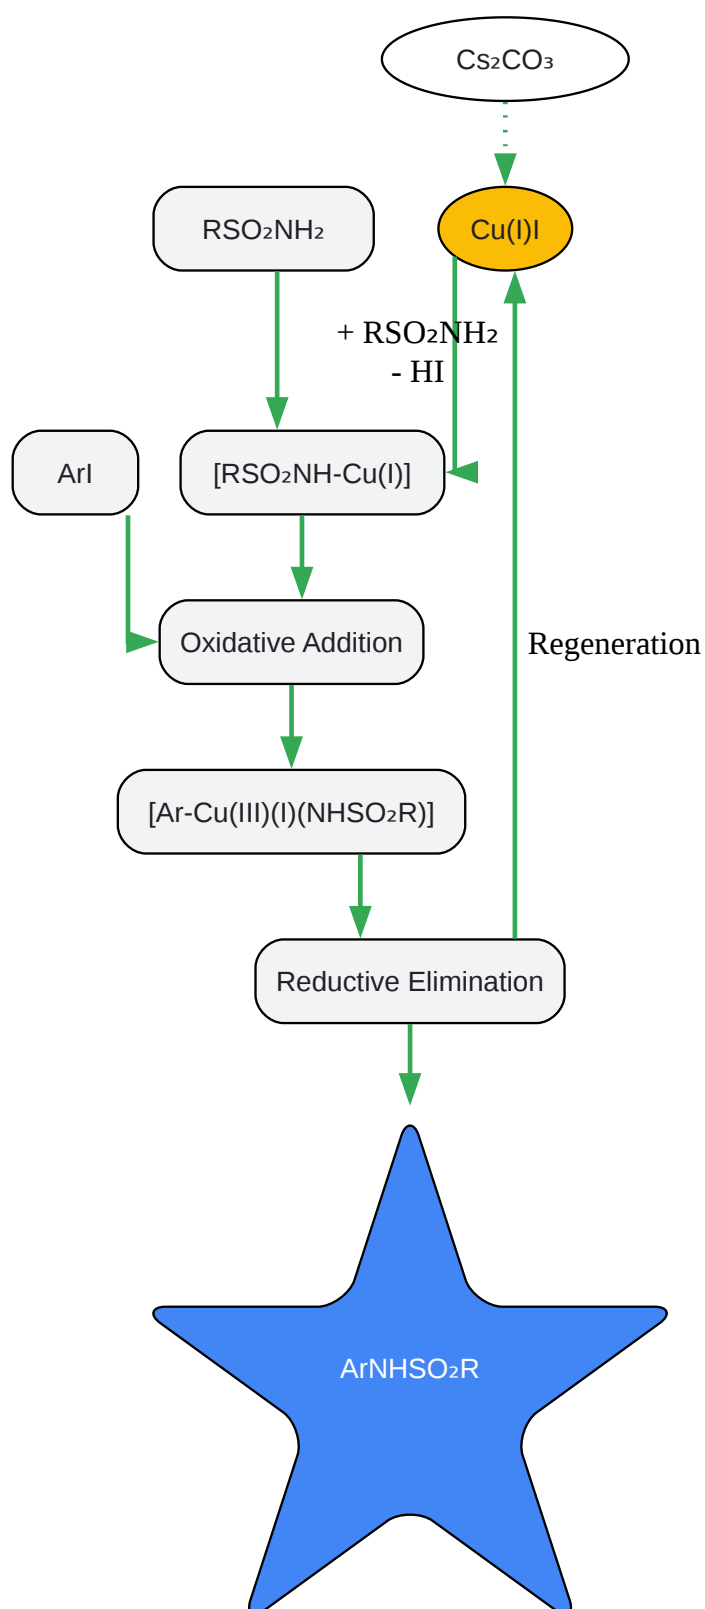 Cs₂CO₃
RSO₂NH₂
Cu(I)I
+ RSO₂NH₂
- HI
ArI
[RSO₂NH-Cu(I)]
Oxidative Addition
Regeneration
[Ar-Cu(III)(I)(NHSO₂R)]
Reductive Elimination
ArNHSO₂R